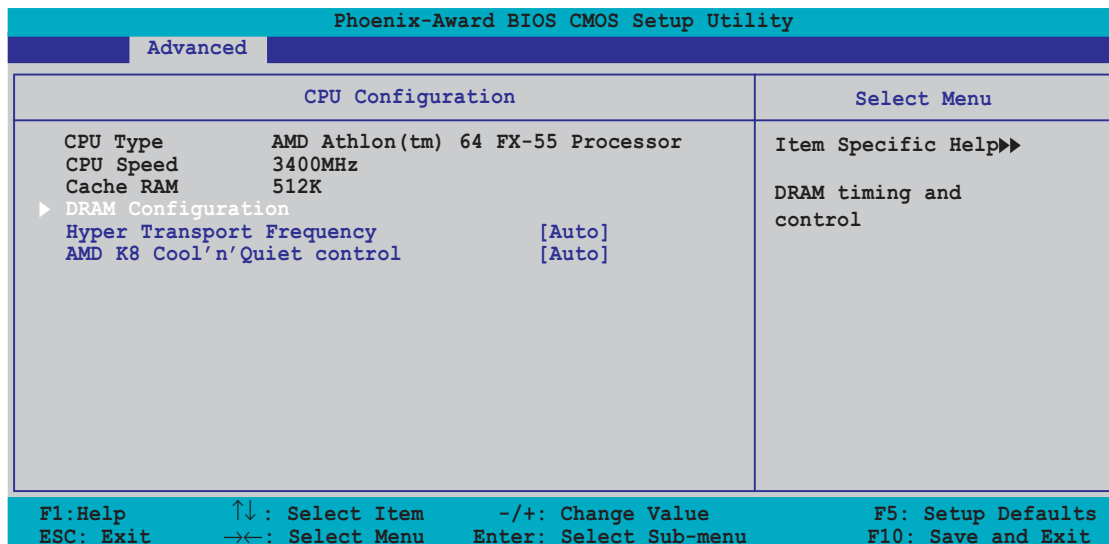 Phoenix-Award BIOS CMOS Setup Utility
Advanced
CPU Configuration
Select Menu
CPU Type AMD Athlon(tm) 64 FX-55 Processor
CPU Speed 3400MHz
Cache RAM 512K
DRAM Configuration
Hyper Transport Frequency [Auto]
AMD K8 Cool'n'Quiet control [Auto]
Item Specific Help
DRAM timing and
control
F1:Help ↑↓: Select Item -/+: Change Value F5: Setup Defaults
ESC: Exit →←: Select Menu Enter: Select Sub-menu F10: Save and Exit